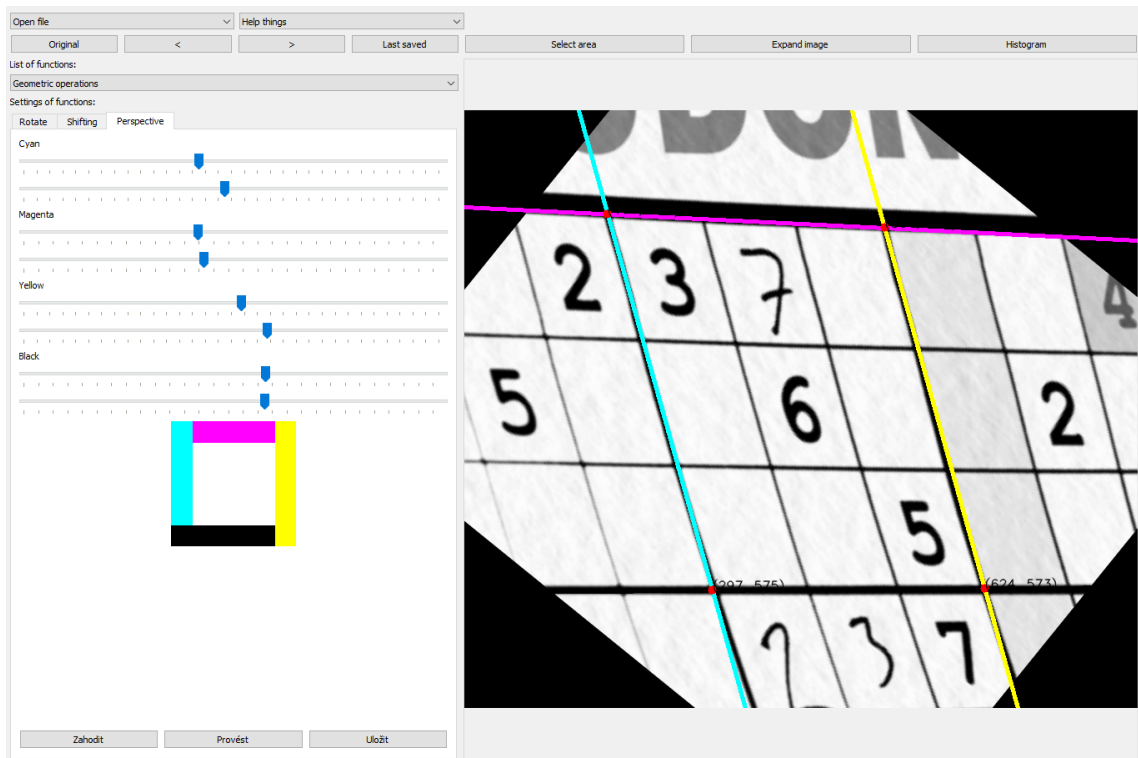 Open file Help things
Original < > Last saved Select area Expand image Histogram
List of functions:
Geometric operations
Settings of functions:
Rotate Shifting Perspective
Cyan
Magenta
Yellow
Black
Zahodit Provést Uložit
2 3 7 4
5 6 2
5
(297, 575) (624, 573)
3 7